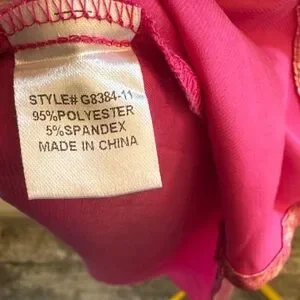 STYLE# G8384-11
95%POLYESTER
5%SPANDEX
MADE IN CHINA